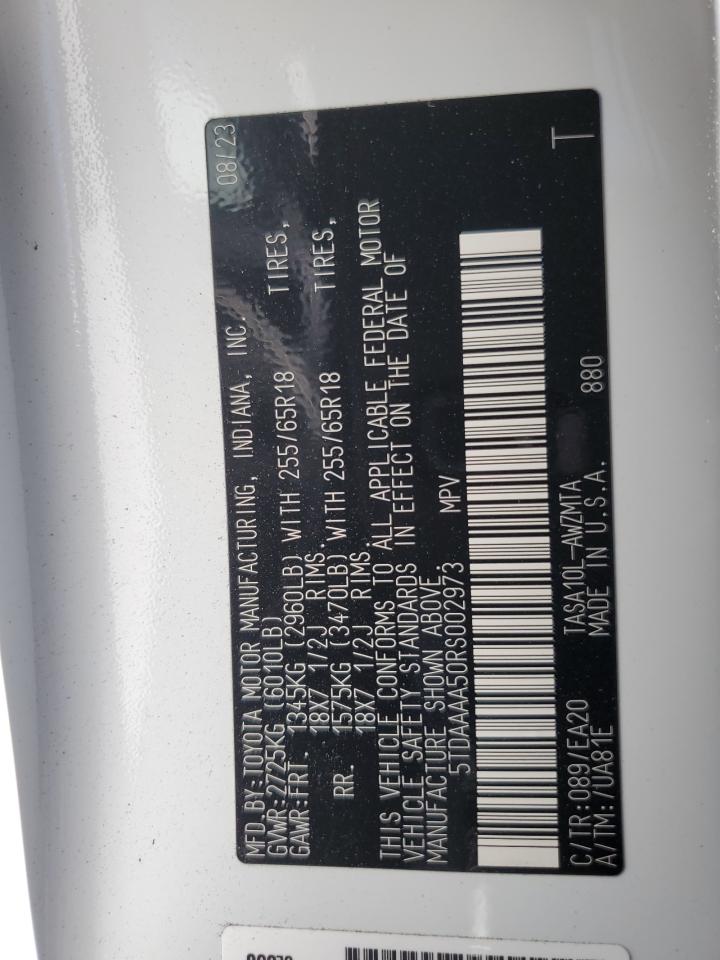 MFD.BY:TOYOTA MOTOR MANUFACTURING, INDIANA, INC. 08/23
GVWR:2725KG (6010LB)
GAWR:FRT. 1345KG (2960LB) WITH 255/65R18 TIRES,
18X7 1/2J RIMS.
RR. 1575KG (3470LB) WITH 255/65R18 TIRES,
18X7 1/2J RIMS.
THIS VEHICLE CONFORMS TO ALL APPLICABLE FEDERAL MOTOR
VEHICLE SAFETY STANDARDS IN EFFECT ON THE DATE OF
MANUFACTURE SHOWN ABOVE.
5TDAAAA50RS002973 MPV
C/TR:089/EA20 TASA10L-AWZMTA 880 T
A/TM:/UA81E MADE IN U.S.A.